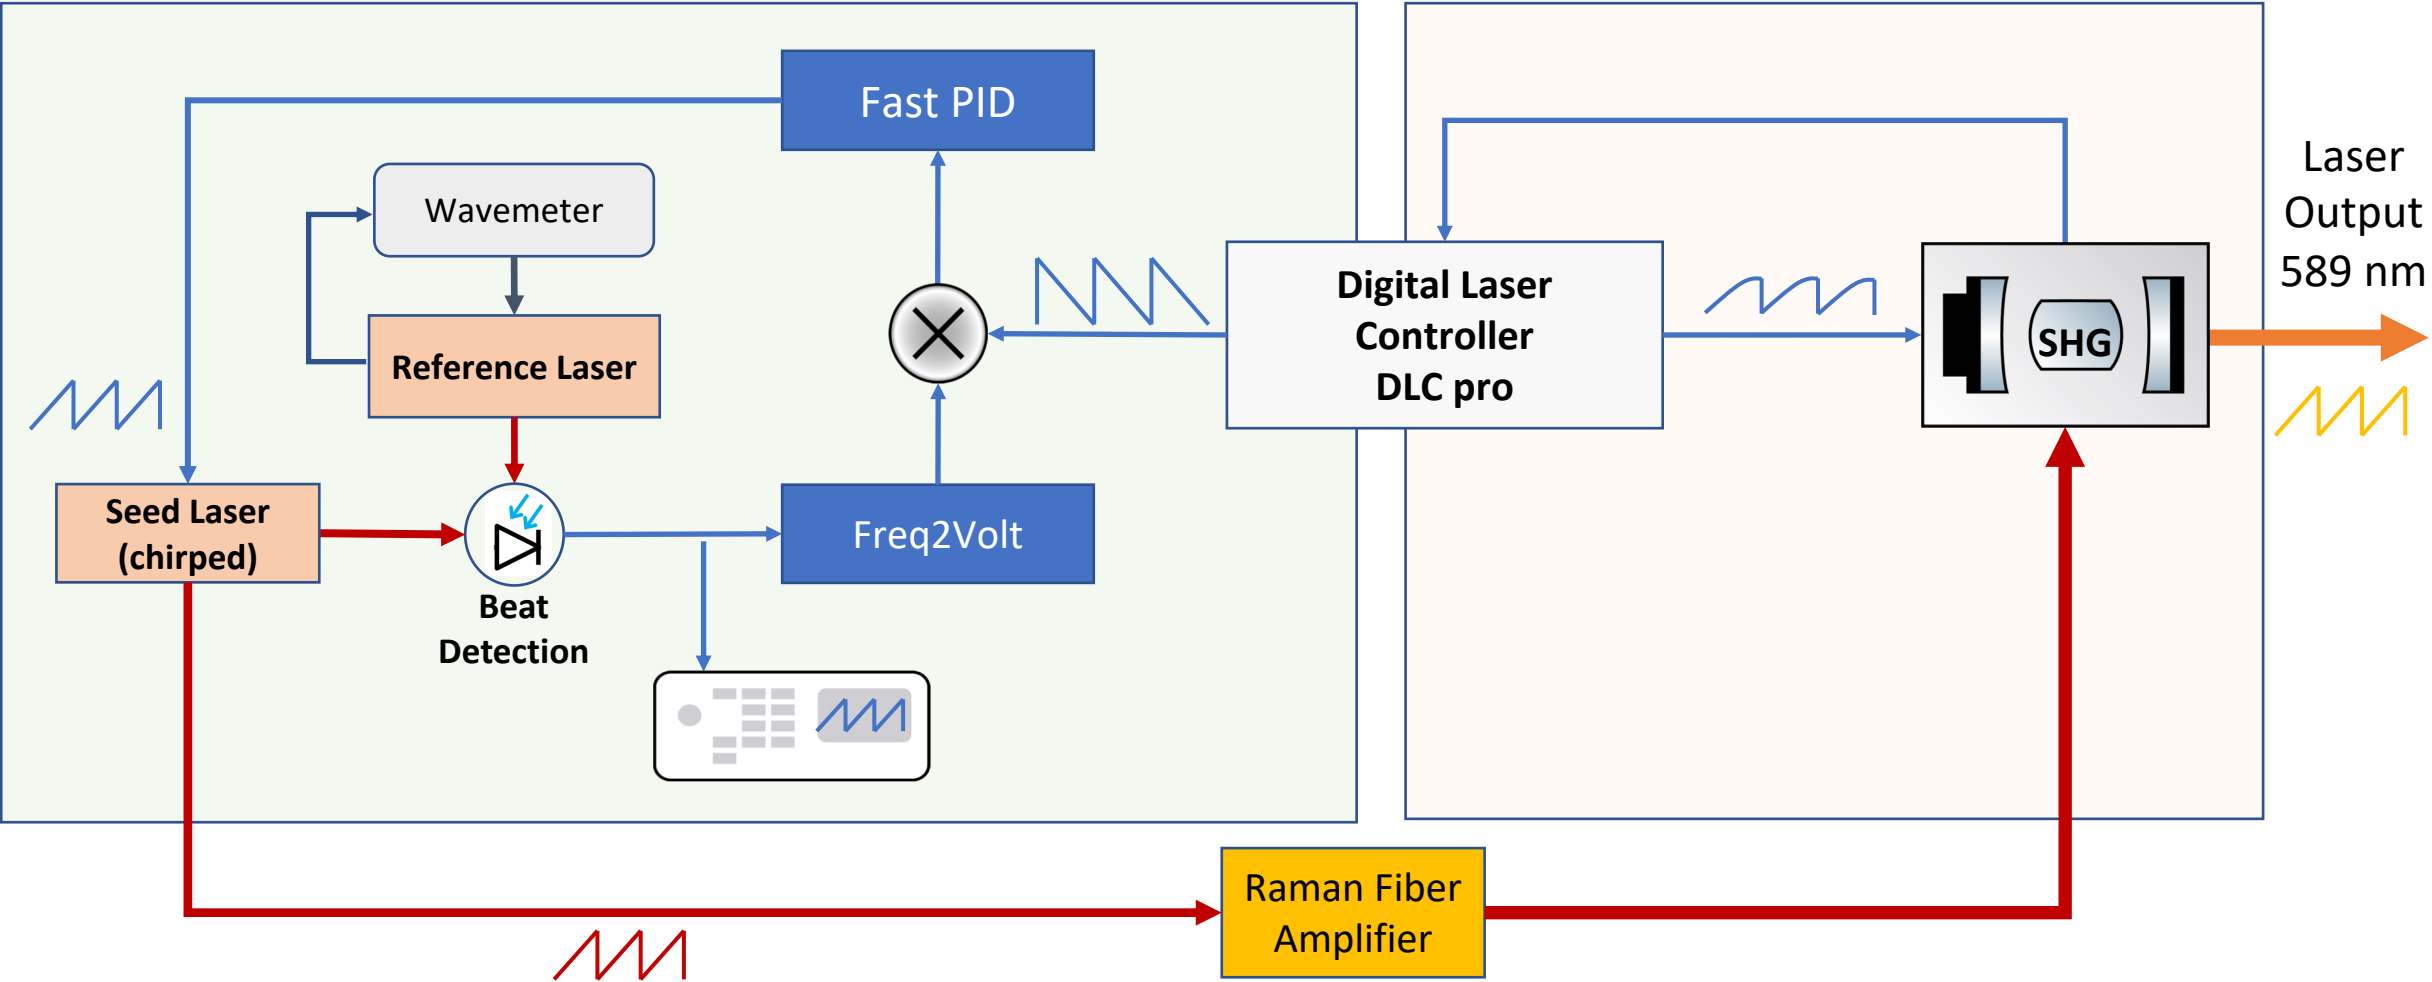 Fast PID
Wavemeter
Reference Laser
Seed Laser
(chirped)
Beat
Detection
Freq2Volt
Digital Laser
Controller
DLC pro
SHG
Laser
Output
589 nm
Raman Fiber
Amplifier